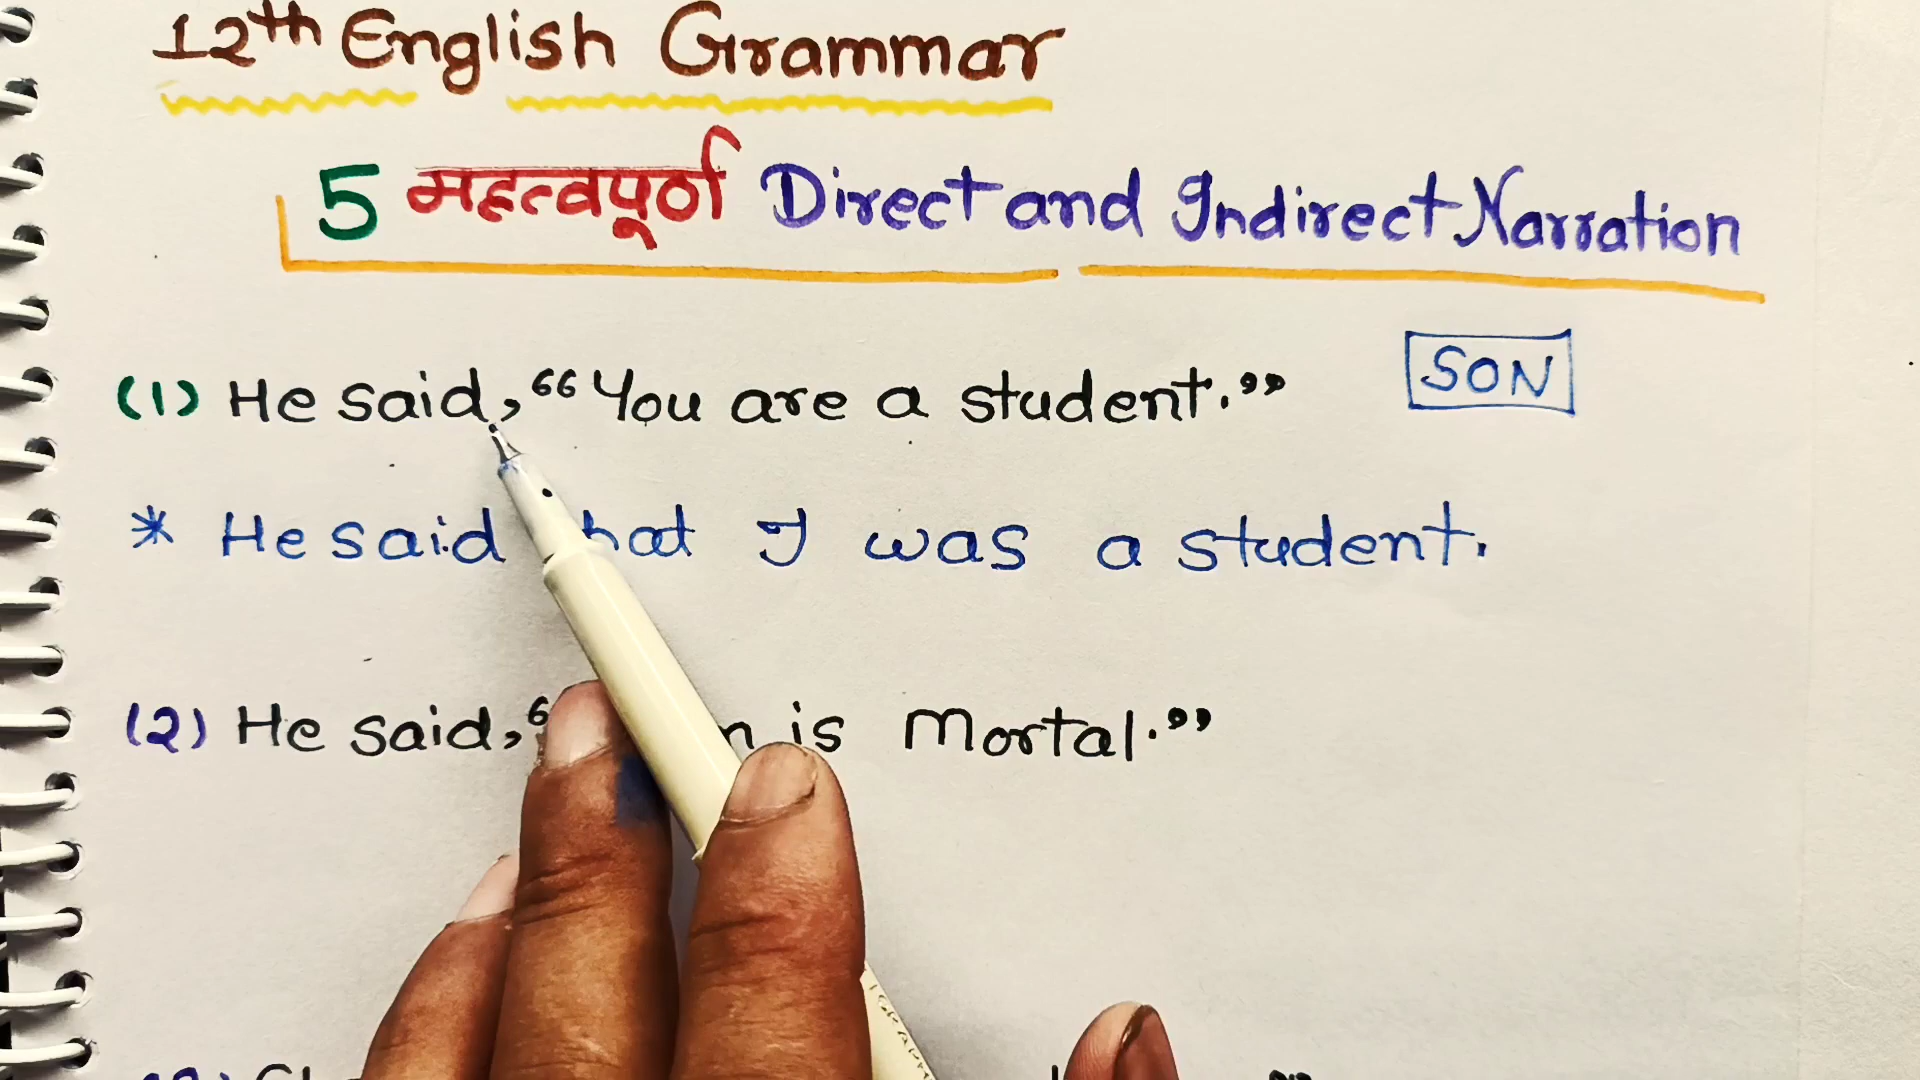 12th English Grammar
5 महत्वपूर्ण Direct and Indirect Narration
SON
(1) He said, “You are a student.”
* He said I was a student.
(2) He said, “ is Mortal.”